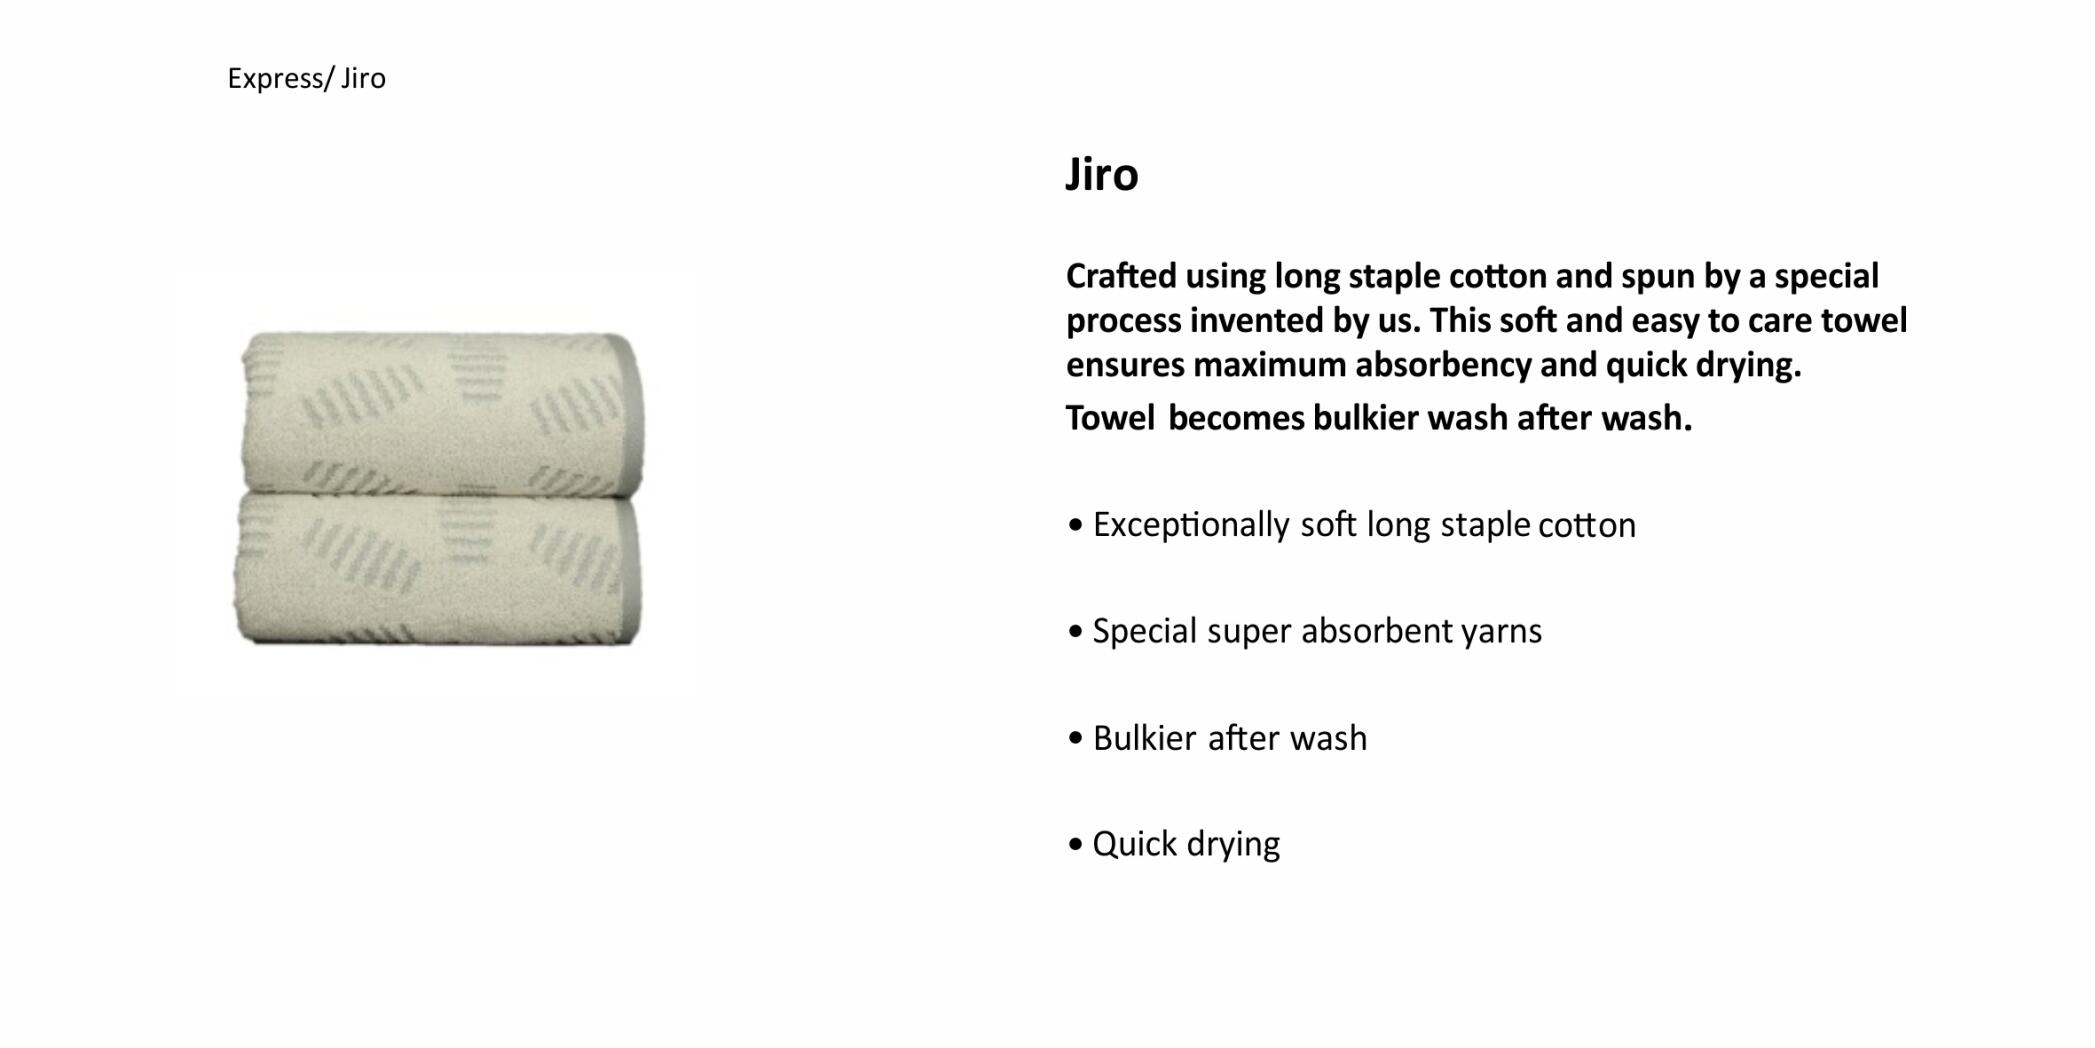 Express/ Jiro
Jiro
Crafted using long staple cotton and spun by a special
process invented by us. This soft and easy to care towel
ensures maximum absorbency and quick drying.
Towel becomes bulkier wash after wash.
• Exceptionally soft long staple cotton
• Special super absorbent yarns
• Bulkier after wash
• Quick drying